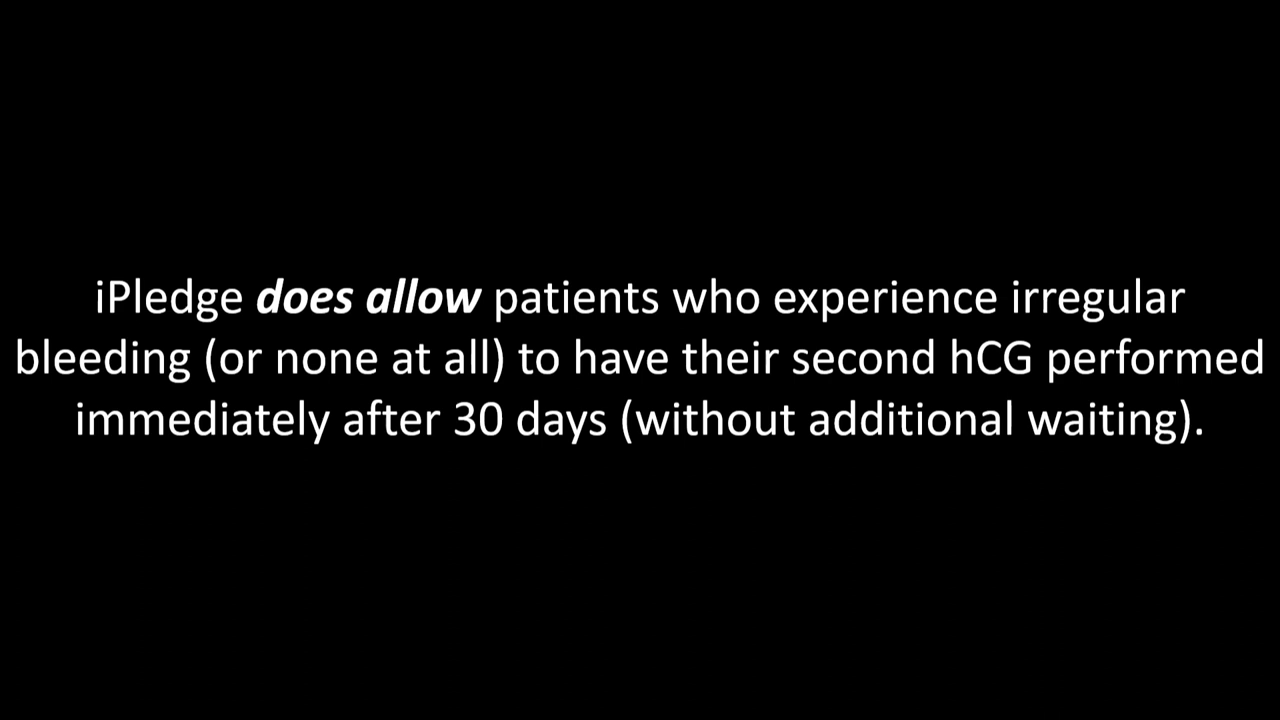 iPledge does allow patients who experience irregular
bleeding (or none at all) to have their second hCG performed
immediately after 30 days (without additional waiting).